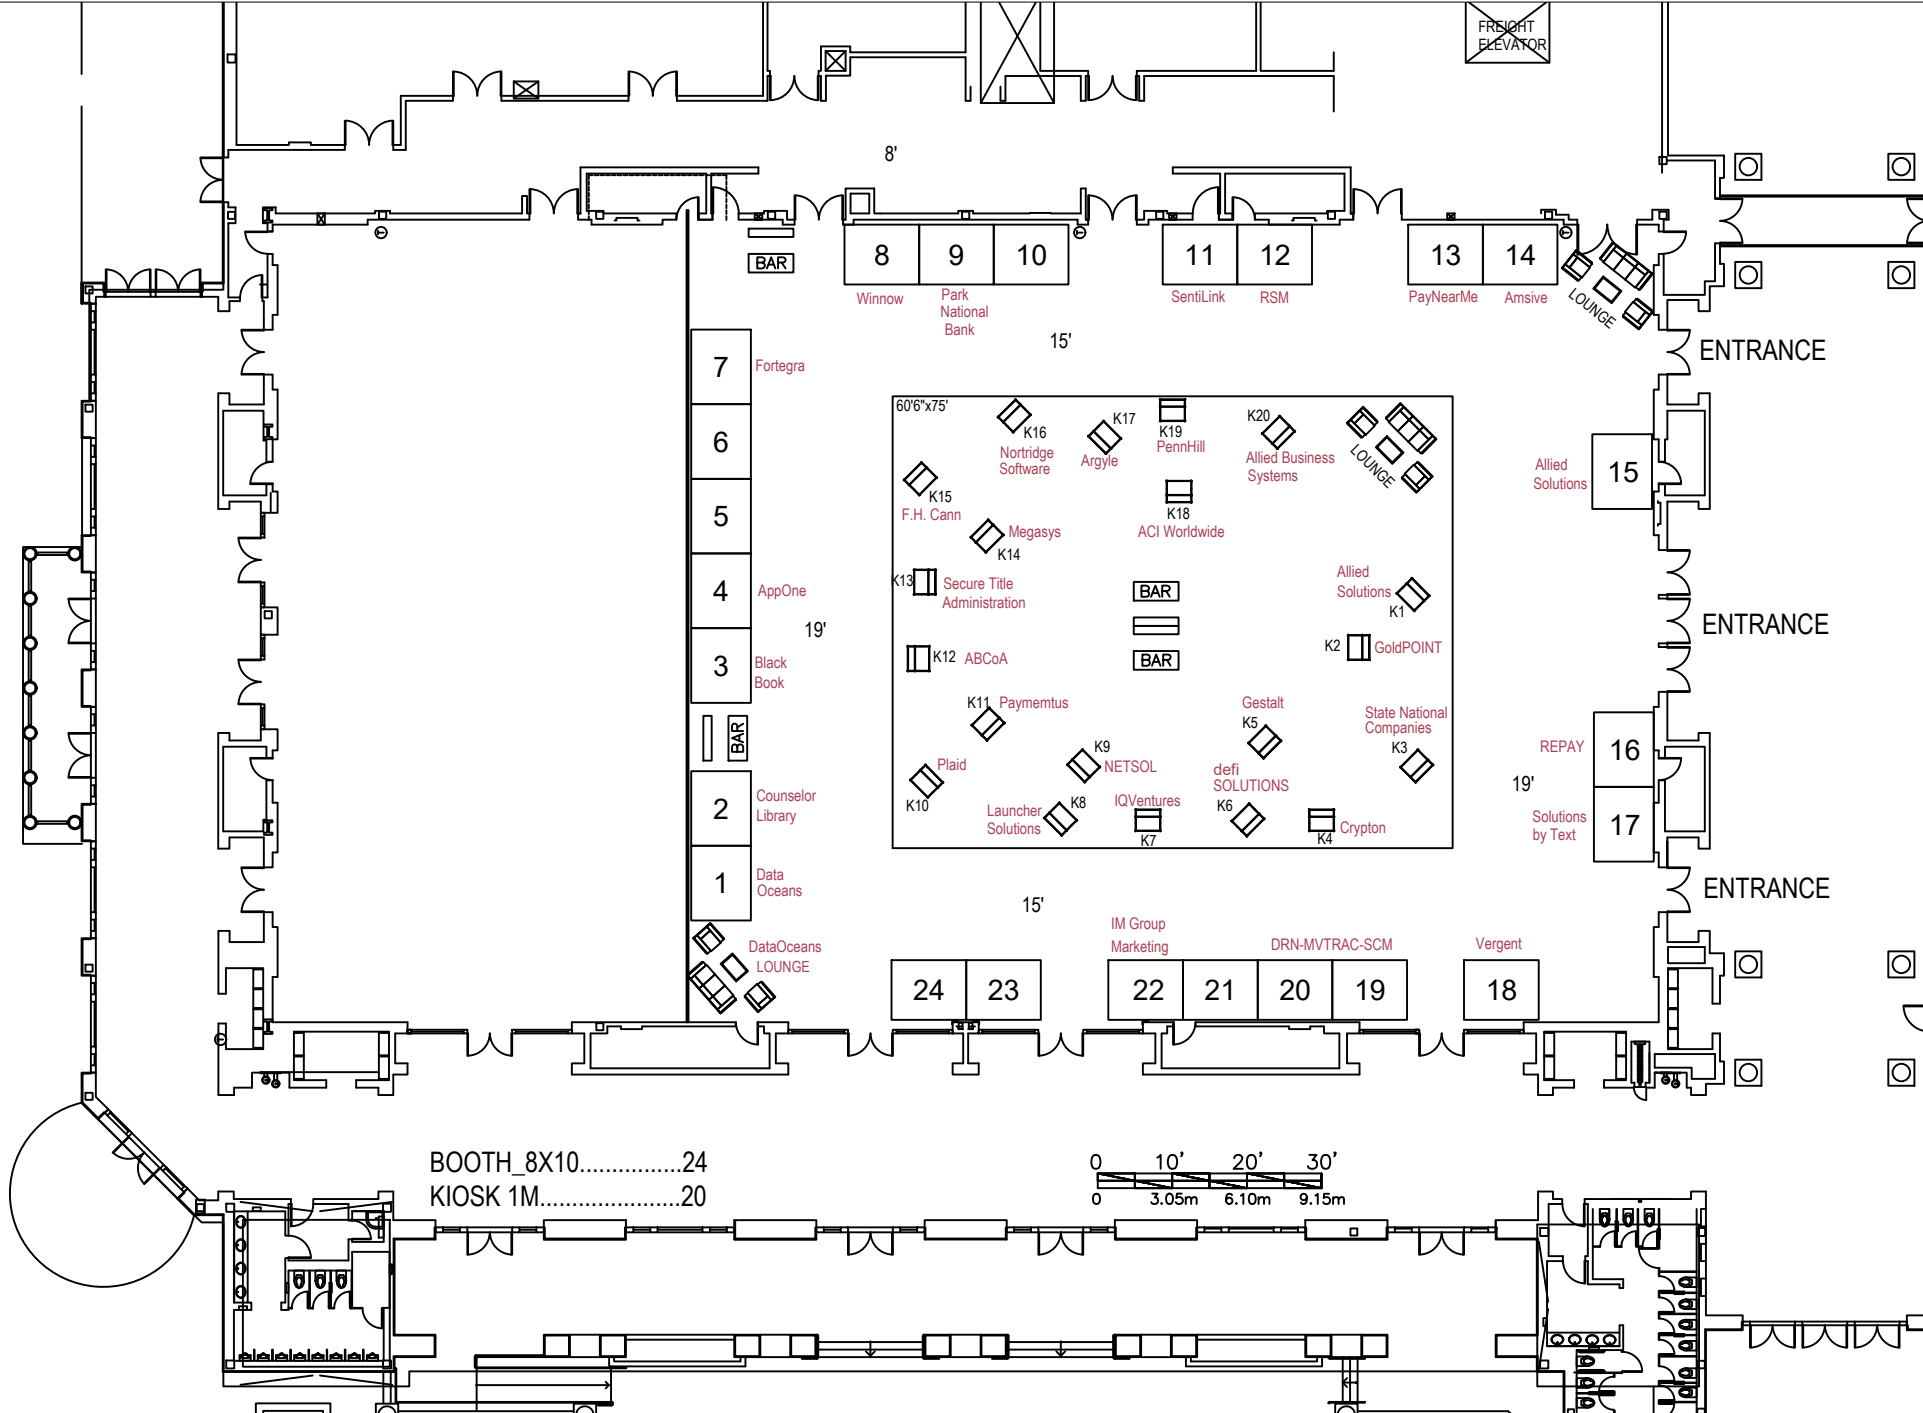 FREIGHT
ELEVATOR
8'
BAR
8
9
10
11
12
13
14
Winnow
Park
National
Bank
SentiLink
RSM
PayNearMe
Amsive
LOUNGE
15'
ENTRANCE
7
Fortegra
6
5
4
AppOne
3
Black
Book
19'
BAR
2
Counselor
Library
1
Data
Oceans
DataOceans
LOUNGE
60'6"x75'
K16
Nortridge
Software
K17
Argyle
K19
PennHill
K20
Allied Business
Systems
LOUNGE
K15
F.H. Cann
K18
ACI Worldwide
Megasys
K14
K13
Secure Title
Administration
BAR
BAR
Allied
Solutions
K1
K2
GoldPOINT
K12
ABCoA
K11
Paymemtus
Gestalt
K5
State National
Companies
K3
K9
NETSOL
Plaid
K10
defi
SOLUTIONS
K6
Launcher
Solutions
K8
IQVentures
K7
K4
Crypton
Allied
Solutions
15
ENTRANCE
REPAY
16
19'
Solutions
by Text
17
ENTRANCE
15'
IM Group
Marketing
DRN-MVTRAC-SCM
Vergent
24
23
22
21
20
19
18
BOOTH_8X10................24
KIOSK 1M......................20
0 10' 20' 30'
0 3.05m 6.10m 9.15m